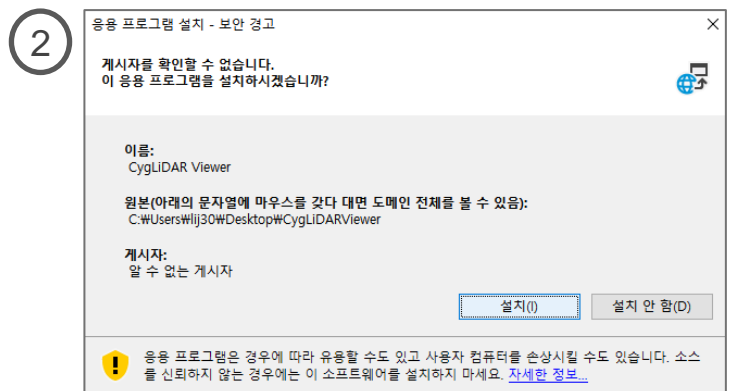 2
응용 프로그램 설치 - 보안 경고
게시자를 확인할 수 없습니다.
이 응용 프로그램을 설치하시겠습니까?
이름:
CygLiDAR Viewer
원본(아래의 문자열에 마우스를 갖다 대면 도메인 전체를 볼 수 있음):
C:₩Users₩lij30₩Desktop₩CygLiDARViewer
게시자:
알 수 없는 게시자
설치(I) 설치 안 함(D)
응용 프로그램은 경우에 따라 유용할 수도 있고 사용자 컴퓨터를 손상시킬 수도 있습니다. 소스
를 신뢰하지 않는 경우에는 이 소프트웨어를 설치하지 마세요. 자세한 정보...